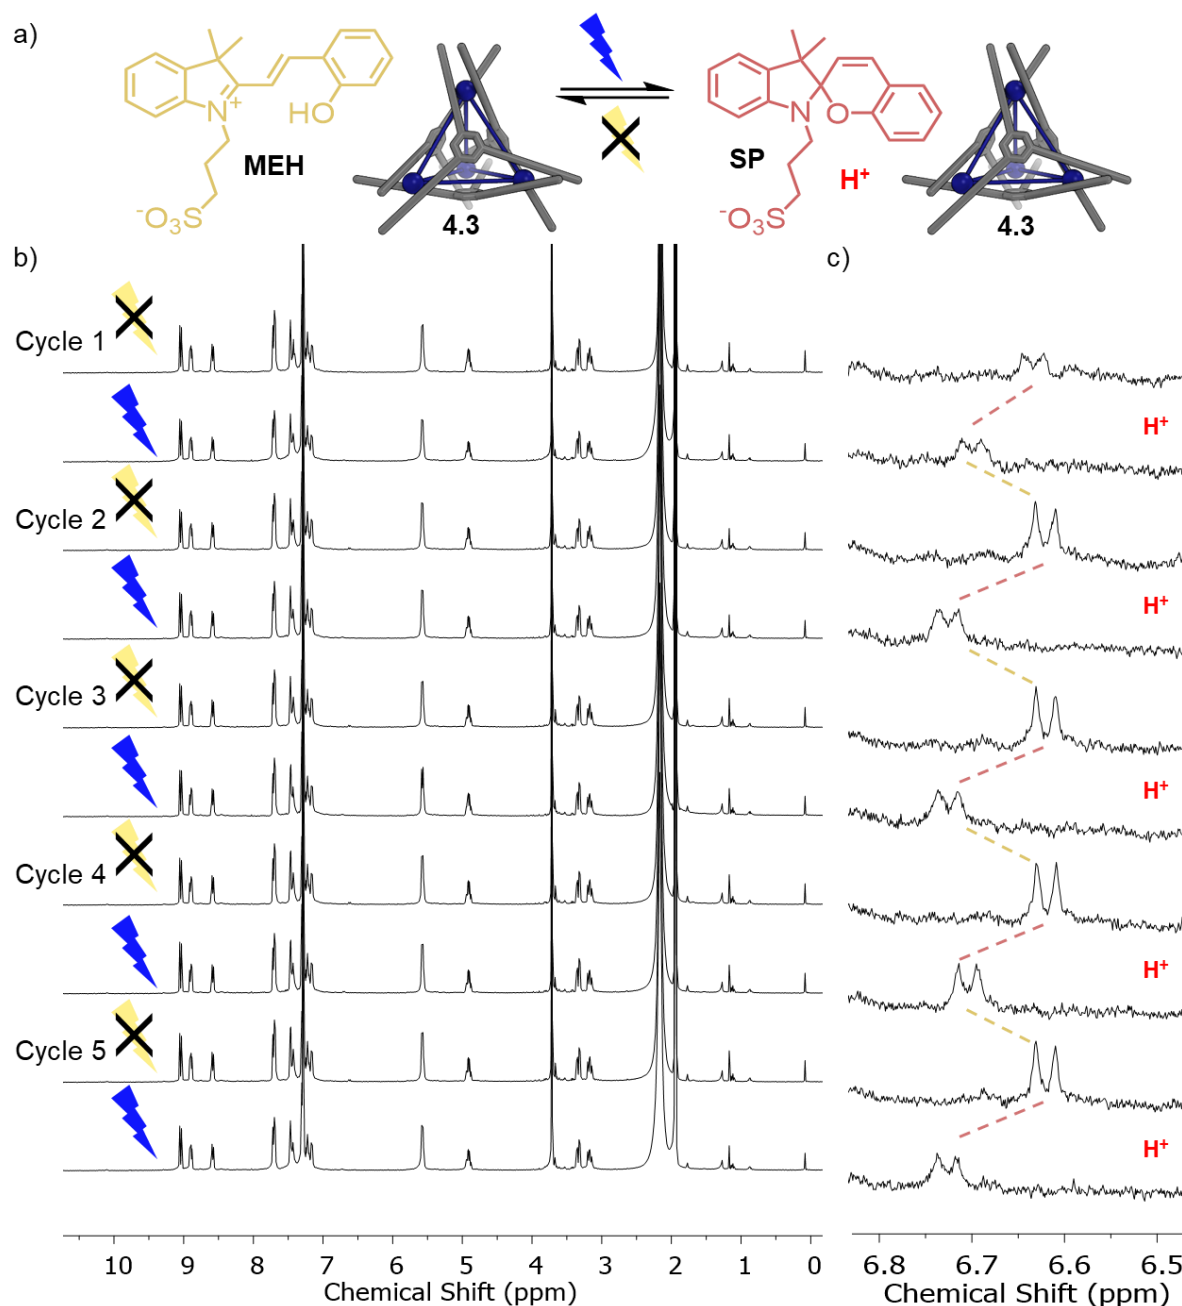 a)
N⁺
HO
MEH
⁻O₃S
4.3
N
O
SP
H⁺
⁻O₃S
4.3
b)
c)
Cycle 1
H⁺
Cycle 2
H⁺
Cycle 3
H⁺
Cycle 4
H⁺
Cycle 5
H⁺
10 9 8 7 6 5 4 3 2 1 0
Chemical Shift (ppm)
6.8 6.7 6.6 6.5
Chemical Shift (ppm)